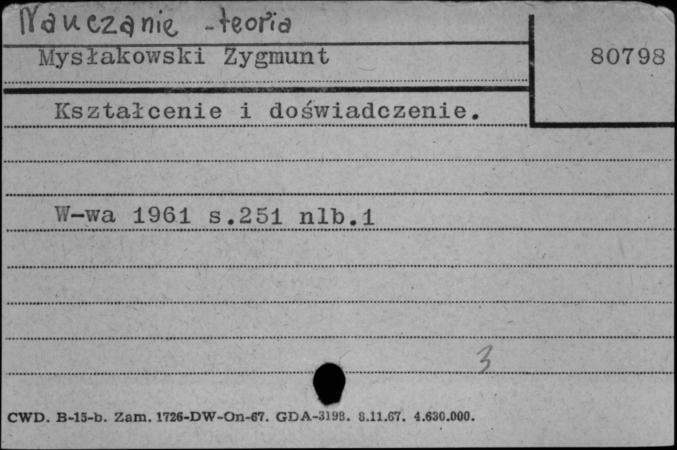 Nauczanie - teoria
Mysłakowski Zygmunt
80798
Kształcenie i doświadczenie.
W-wa 1961 s.251 nlb.1
3
CWD. B-15-b. Zam. 1726-DW-On-67. GDA-3198. 8.11.67. 4.630.000.